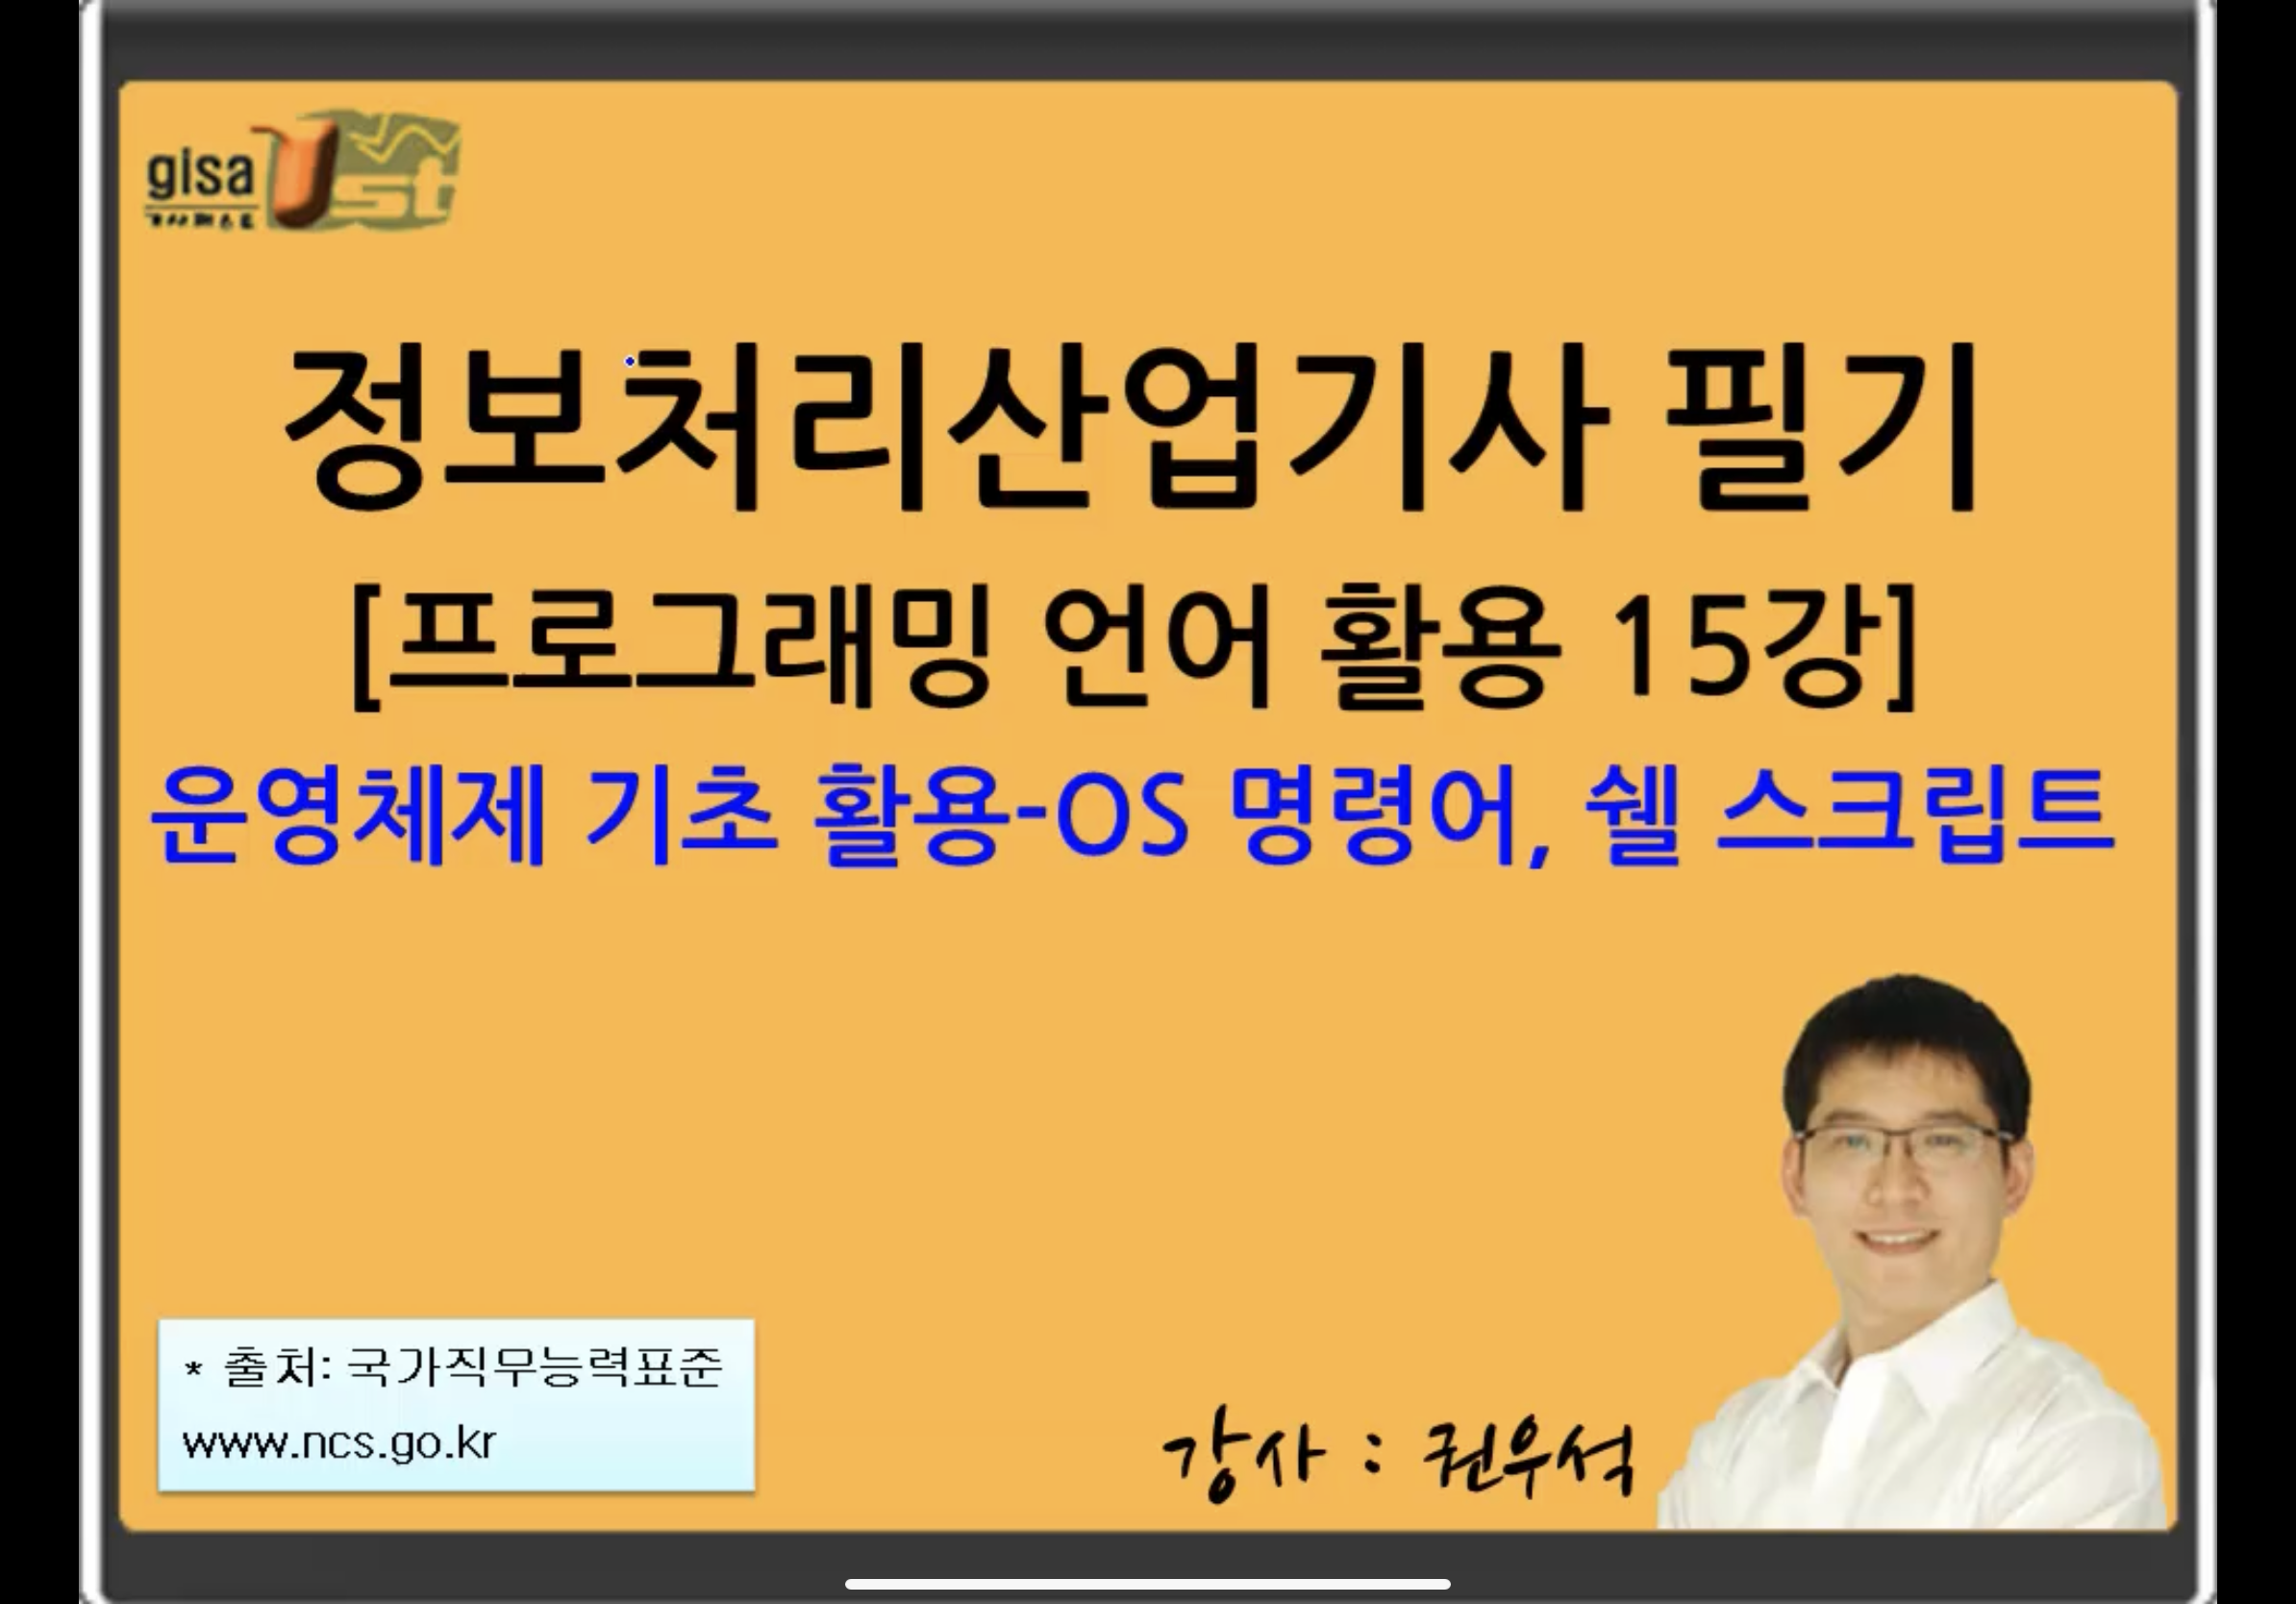 gisa
st
정보처리산업기사 필기
[프로그래밍 언어 활용 15강]
운영체제 기초 활용-OS 명령어, 쉘 스크립트
* 출처: 국가직무능력표준
www.ncs.go.kr
강사 : 권우석